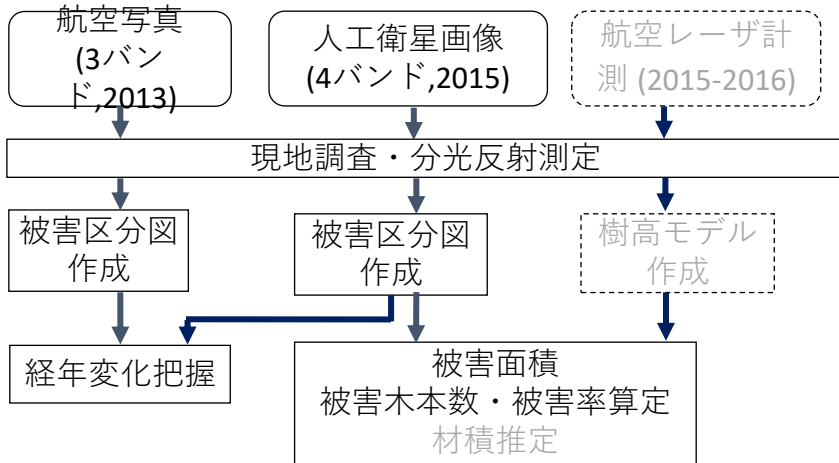 航空写真
(3バン
ド,2013)
人工衛星画像
(4バンド,2015)
航空レーザ計
測 (2015-2016)
現地調査・分光反射測定
被害区分図
作成
被害区分図
作成
樹高モデル
作成
経年変化把握
被害面積
被害木本数・被害率算定
材積推定